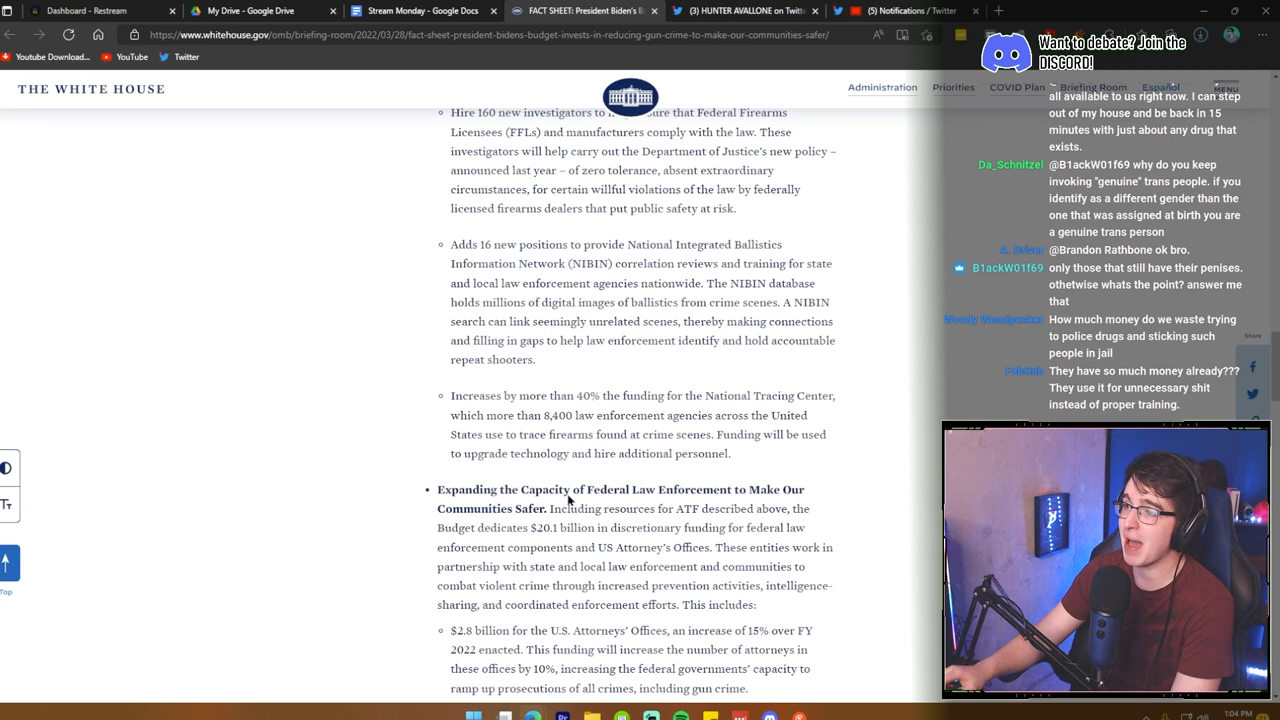 Dashboard - Restream
My Drive - Google Drive
Stream Monday - Google Docs
FACT SHEET: President Biden's B
(3) HUNTER AVALLONE on Twitt
(5) Notifications / Twitter
https://www.whitehouse.gov/omb/briefing-room/2022/03/28/fact-sheet-president-bidens-budget-invests-in-reducing-gun-crime-to-make-our-communities-safer/
Youtube Download...
YouTube
Twitter
Want to debate? Join the
DISCORD!
THE WHITE HOUSE
Administration
Priorities
COVID Plan
Briefing Room
Español
MENU
Hire 160 new investigators to sure that Federal Firearms
Licensees (FFLs) and manufacturers comply with the law. These
investigators will help carry out the Department of Justice's new policy –
announced last year – of zero tolerance, absent extraordinary
circumstances, for certain willful violations of the law by federally
licensed firearms dealers that put public safety at risk.
Adds 16 new positions to provide National Integrated Ballistics
Information Network (NIBIN) correlation reviews and training for state
and local law enforcement agencies nationwide. The NIBIN database
holds millions of digital images of ballistics from crime scenes. A NIBIN
search can link seemingly unrelated scenes, thereby making connections
and filling in gaps to help law enforcement identify and hold accountable
repeat shooters.
Increases by more than 40% the funding for the National Tracing Center,
which more than 8,400 law enforcement agencies across the United
States use to trace firearms found at crime scenes. Funding will be used
to upgrade technology and hire additional personnel.
• Expanding the Capacity of Federal Law Enforcement to Make Our
Communities Safer. Including resources for ATF described above, the
Budget dedicates $20.1 billion in discretionary funding for federal law
enforcement components and US Attorney's Offices. These entities work in
partnership with state and local law enforcement and communities to
combat violent crime through increased prevention activities, intelligence-
sharing, and coordinated enforcement efforts. This includes:
$2.8 billion for the U.S. Attorneys' Offices, an increase of 15% over FY
2022 enacted. This funding will increase the number of attorneys in
these offices by 10%, increasing the federal governments' capacity to
ramp up prosecutions of all crimes, including gun crime.
all available to us right now. I can step
out of my house and be back in 15
minutes with just about any drug that
exists.
Da_Schnitzel @B1ackW01f69 why do you keep
invoking "genuine" trans people. if you
identify as a different gender than the
one that was assigned at birth you are
a genuine trans person
A. Driver @Brandon Rathbone ok bro.
B1ackW01f69 only those that still have their penises.
othetwise whats the point? answer me
that
Woody Woodpecker How much money do we waste trying
to police drugs and sticking such
people in jail
They have so much money already???
They use it for unnecessary shit
instead of proper training.
Share
Top
1:04 PM